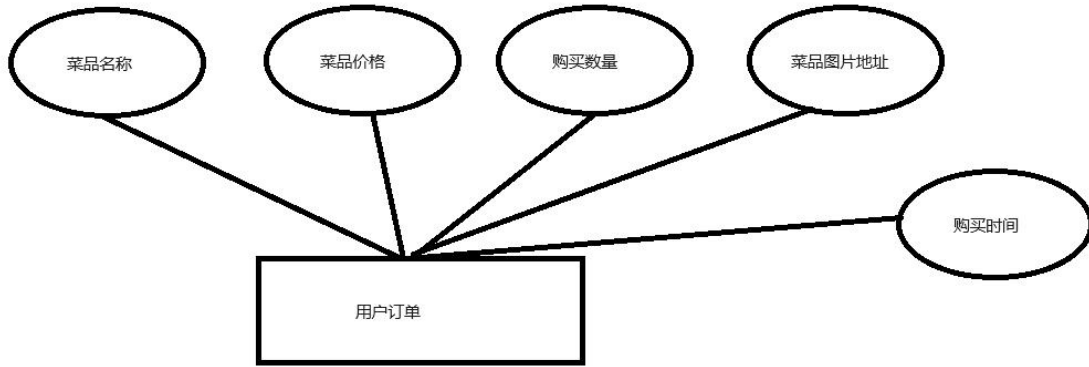 菜品名称
菜品价格
购买数量
菜品图片地址
购买时间
用户订单